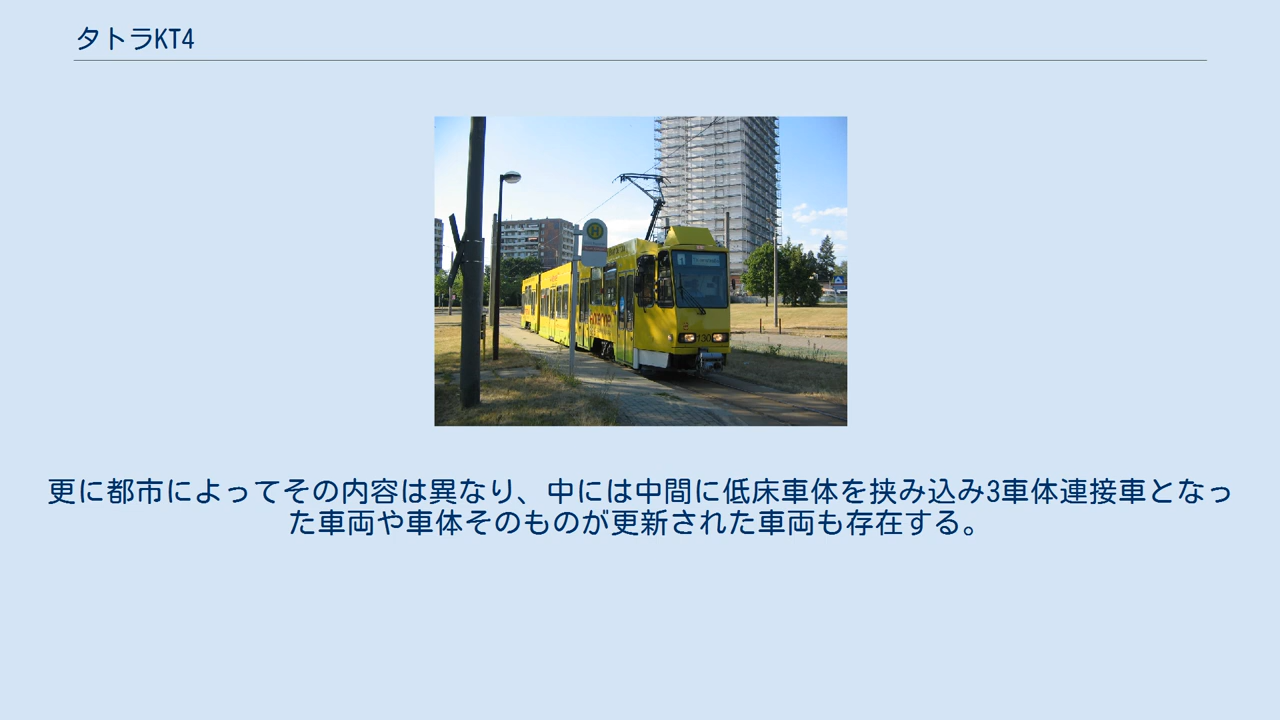 タトラKT4
H
1
130
更に都市によってその内容は異なり、中には中間に低床車体を挟み込み3車体連接車となっ
た車両や車体そのものが更新された車両も存在する。